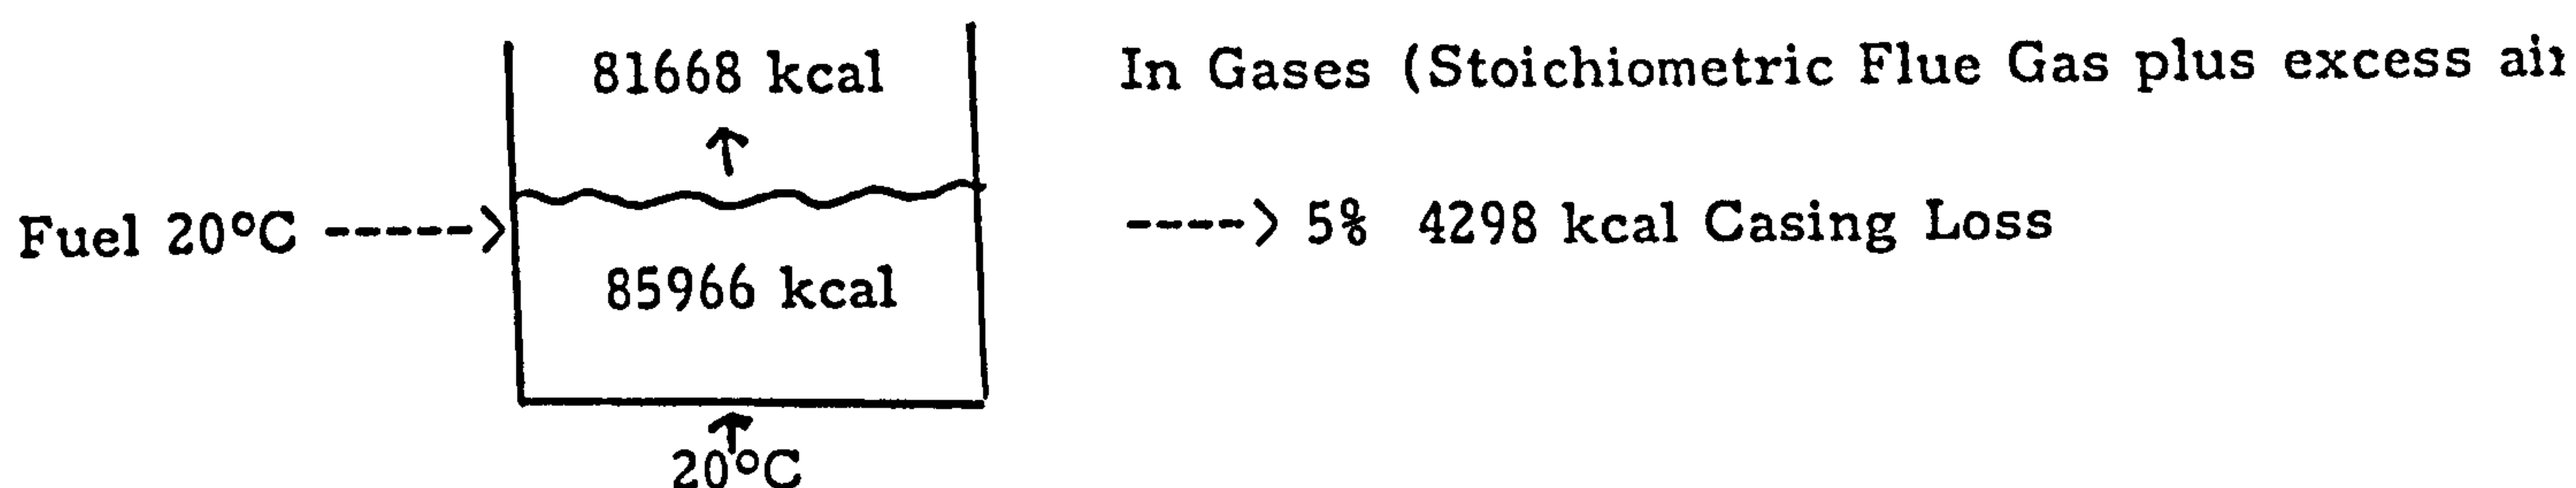 81668 kcal In Gases (Stoichiometric Flue Gas plus excess
Fuel 20°C -----> ----> 5% 4298 kcal Casing Loss
85966 kcal
20°C